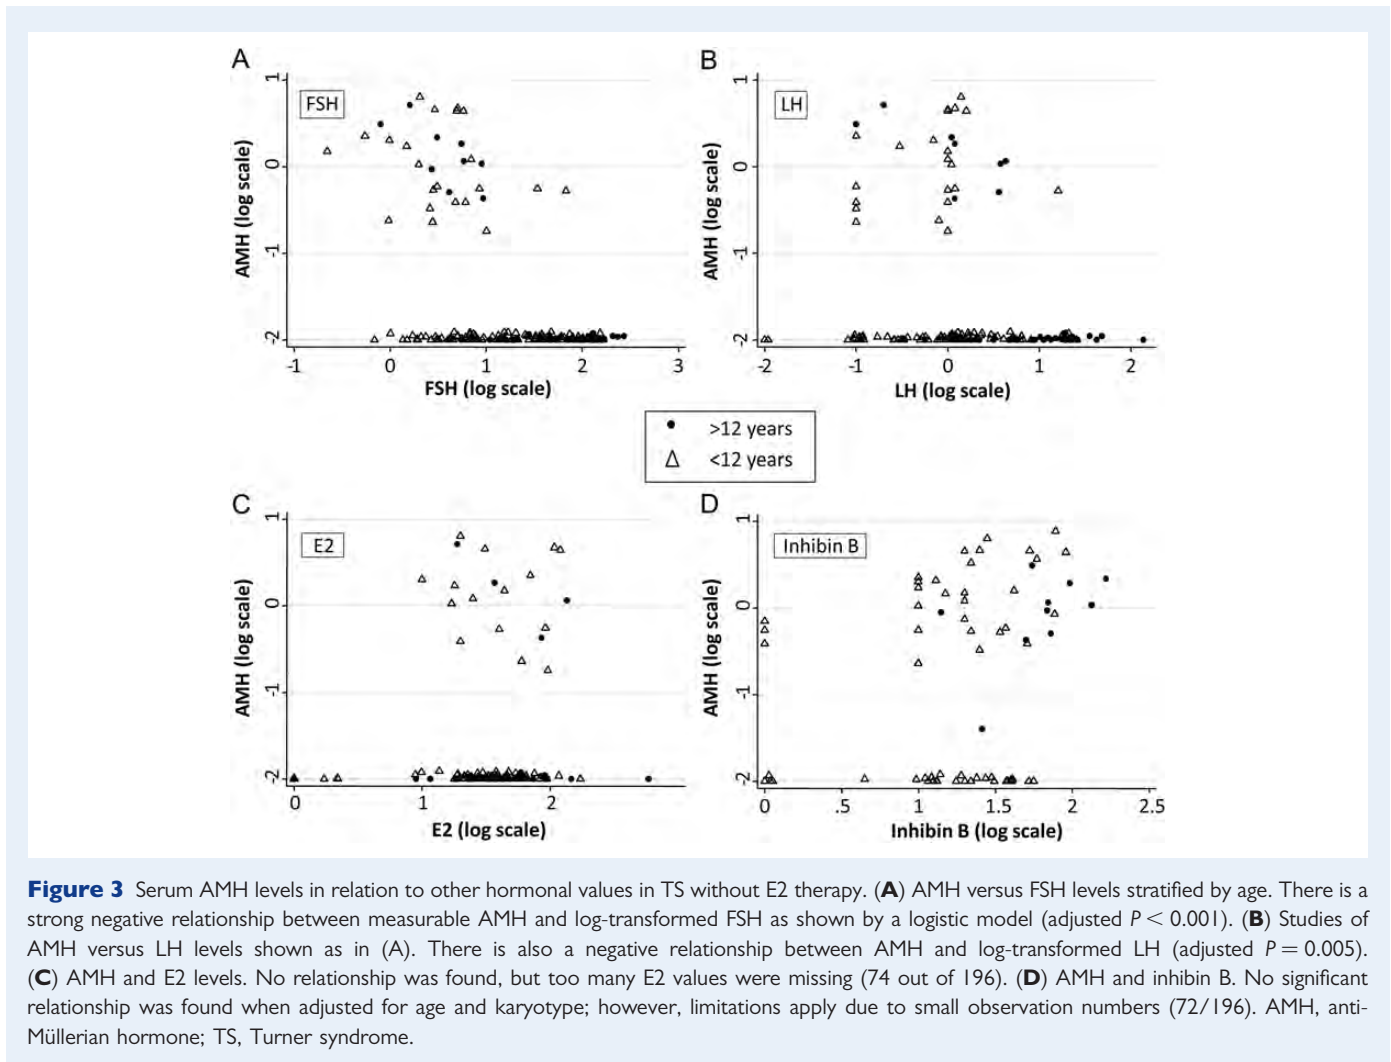 A
B
FSH
LH
1
0
-1
-2
AMH (log scale)
-1 0 1 2 3
FSH (log scale)
1
0
-1
-2
AMH (log scale)
-2 -1 0 1 2
LH (log scale)
>12 years
<12 years
C
D
E2
Inhibin B
1
0
-1
-2
AMH (log scale)
0 1 2
E2 (log scale)
1
0
-1
-2
AMH (log scale)
0 .5 1 1.5 2 2.5
Inhibin B (log scale)
Figure 3 Serum AMH levels in relation to other hormonal values in TS without E2 therapy. (A) AMH versus FSH levels stratified by age. There is a
strong negative relationship between measurable AMH and log-transformed FSH as shown by a logistic model (adjusted P < 0.001). (B) Studies of
AMH versus LH levels shown as in (A). There is also a negative relationship between AMH and log-transformed LH (adjusted P = 0.005).
(C) AMH and E2 levels. No relationship was found, but too many E2 values were missing (74 out of 196). (D) AMH and inhibin B. No significant
relationship was found when adjusted for age and karyotype; however, limitations apply due to small observation numbers (72/196). AMH, anti-
Müllerian hormone; TS, Turner syndrome.